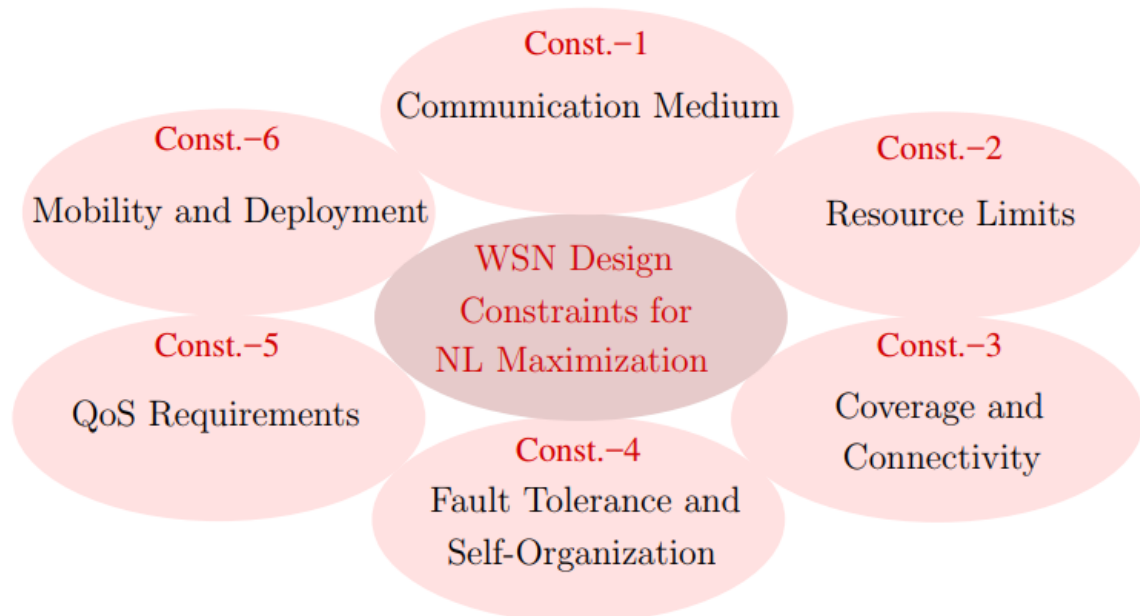 Const.−1
Communication Medium
Const.−6
Mobility and Deployment
Const.−2
Resource Limits
WSN Design
Constraints for
NL Maximization
Const.−5
QoS Requirements
Const.−3
Coverage and
Connectivity
Const.−4
Fault Tolerance and
Self-Organization